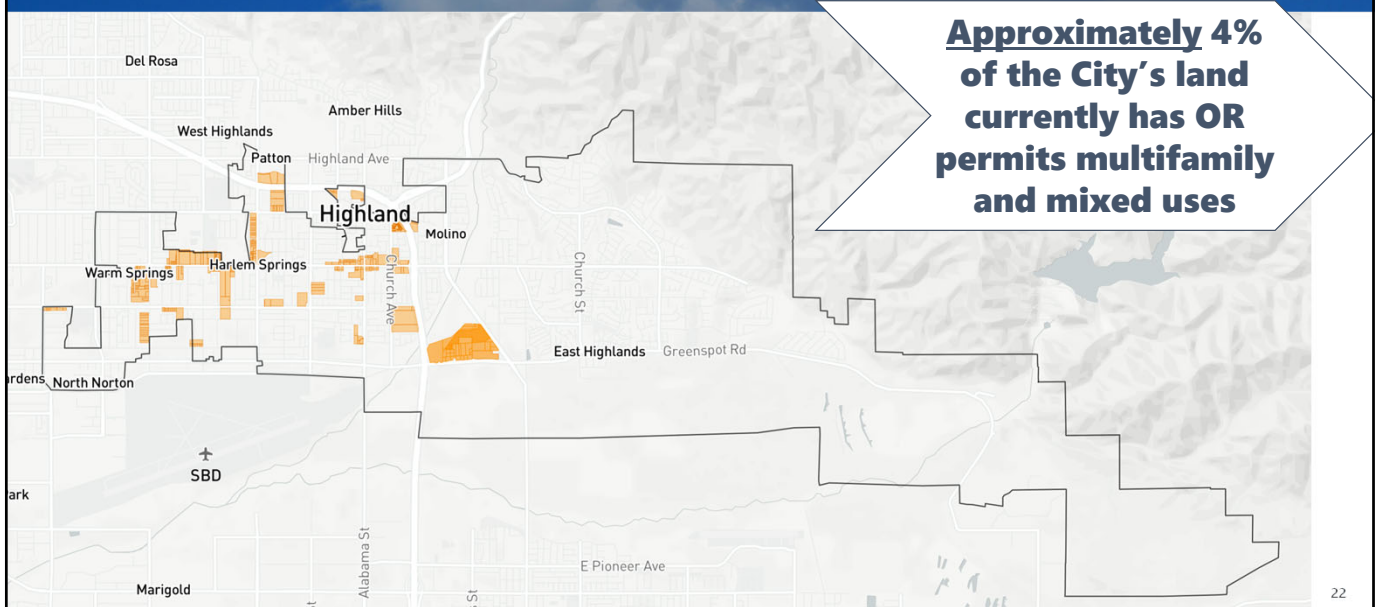 Approximately 4%
of the City's land
currently has OR
permits multifamily
and mixed uses
Del Rosa
Amber Hills
West Highlands
Patton
Highland Ave
Highland
Molino
Warm Springs
Harlem Springs
Church Ave
Church St
East Highlands
Greenspot Rd
rdens
North Norton
SBD
ark
Alabama St
E Pioneer Ave
Marigold
St
22